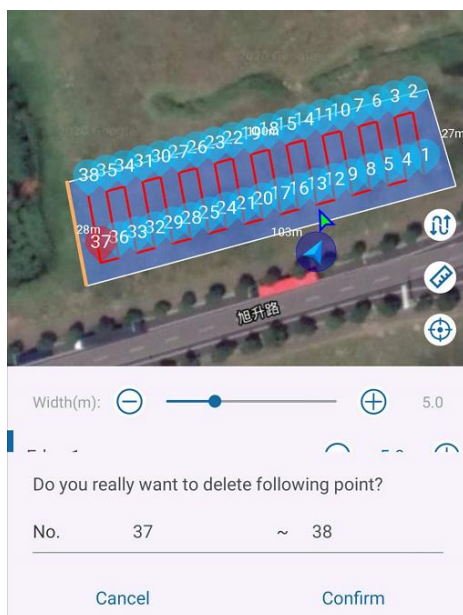 38 35 34 31 30 27 26 23 22 19 18 15 14 11 10 7 6 3 2
100m
27m
37 36 33 32 29 28 25 24 21 20 17 16 13 12 9 8 5 4 1
28m
103m
旭升路
Width(m): 5.0
Do you really want to delete following point?
No. 37 ~ 38
Cancel Confirm